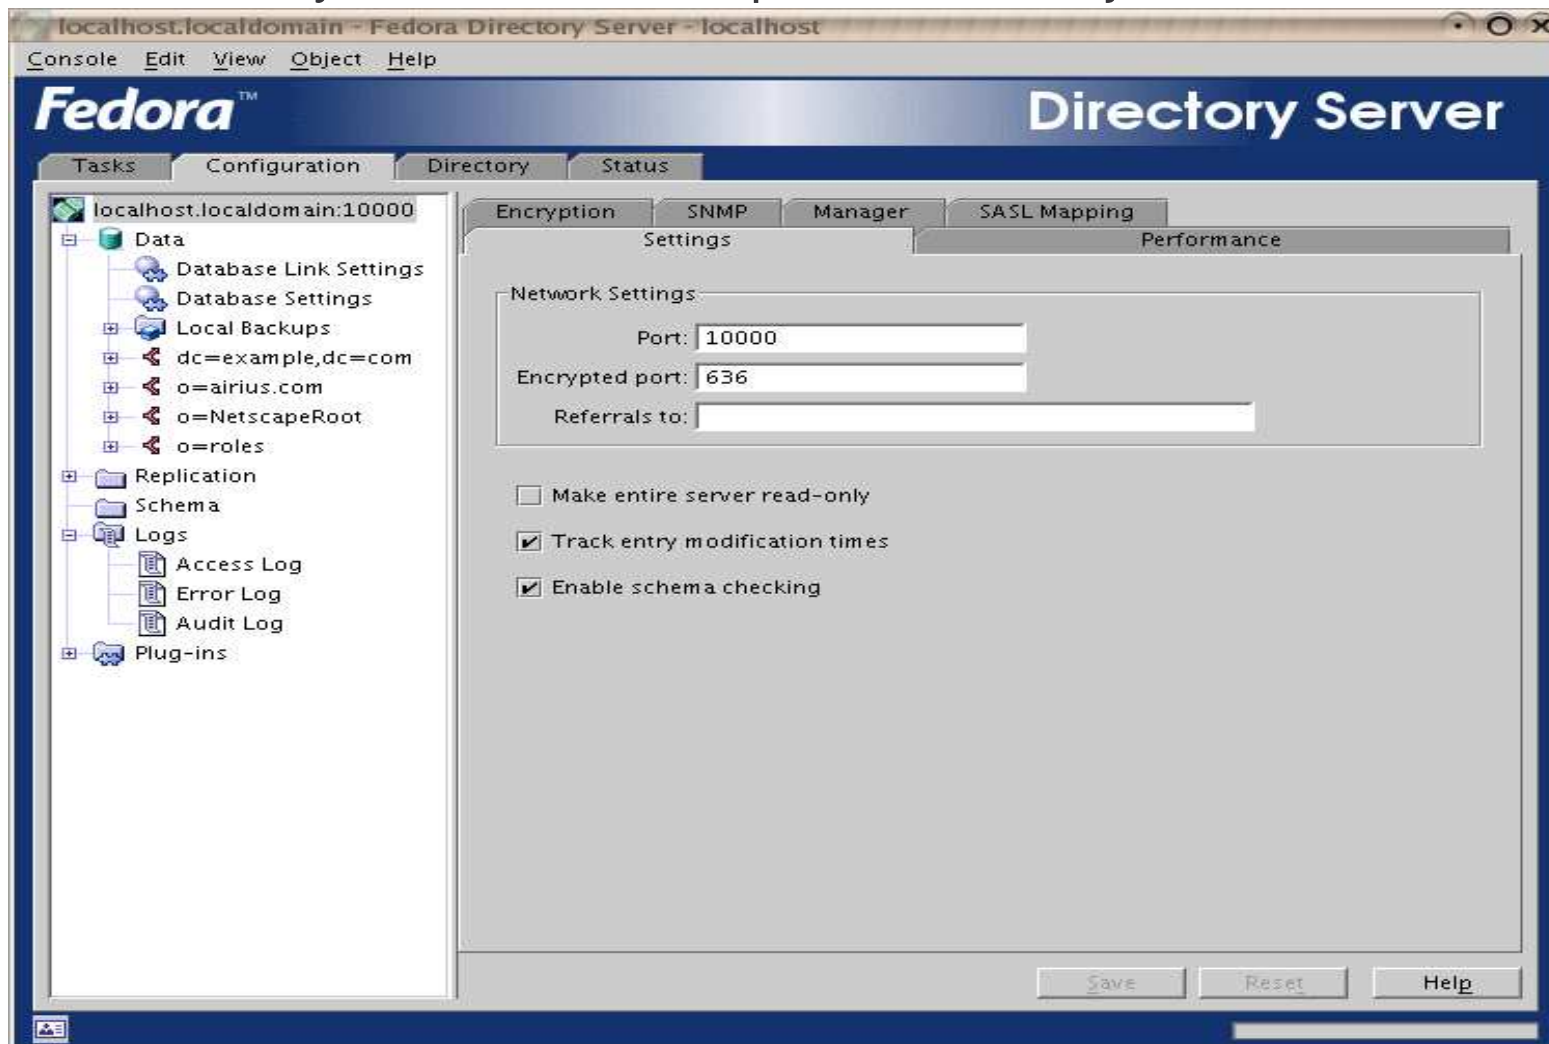 localhost.localdomain - Fedora Directory Server - localhost
Console Edit View Object Help
Fedora™ Directory Server
Tasks Configuration Directory Status
localhost.localdomain:10000
Data
Database Link Settings
Database Settings
Local Backups
dc=example,dc=com
o=airius.com
o=NetscapeRoot
o=roles
Replication
Schema
Logs
Access Log
Error Log
Audit Log
Plug-ins
Encryption SNMP Manager SASL Mapping
Settings Performance
Network Settings
Port: 10000
Encrypted port: 636
Referrals to:
Make entire server read-only
Track entry modification times
Enable schema checking
Save Reset Help